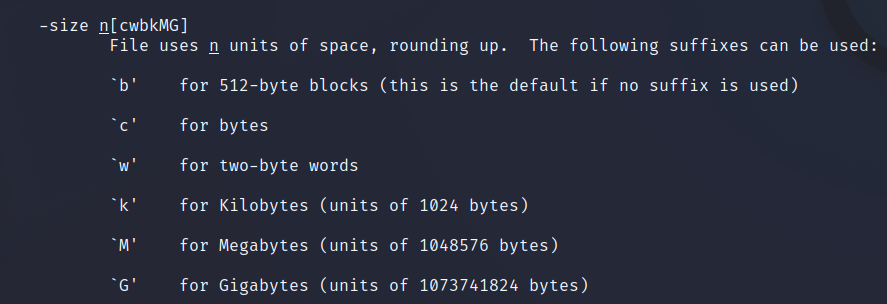 -size n[cwbkMG]
File uses n units of space, rounding up.  The following suffixes can be used:
`b'    for 512-byte blocks (this is the default if no suffix is used)
`c'    for bytes
`w'    for two-byte words
`k'    for Kilobytes (units of 1024 bytes)
`M'    for Megabytes (units of 1048576 bytes)
`G'    for Gigabytes (units of 1073741824 bytes)